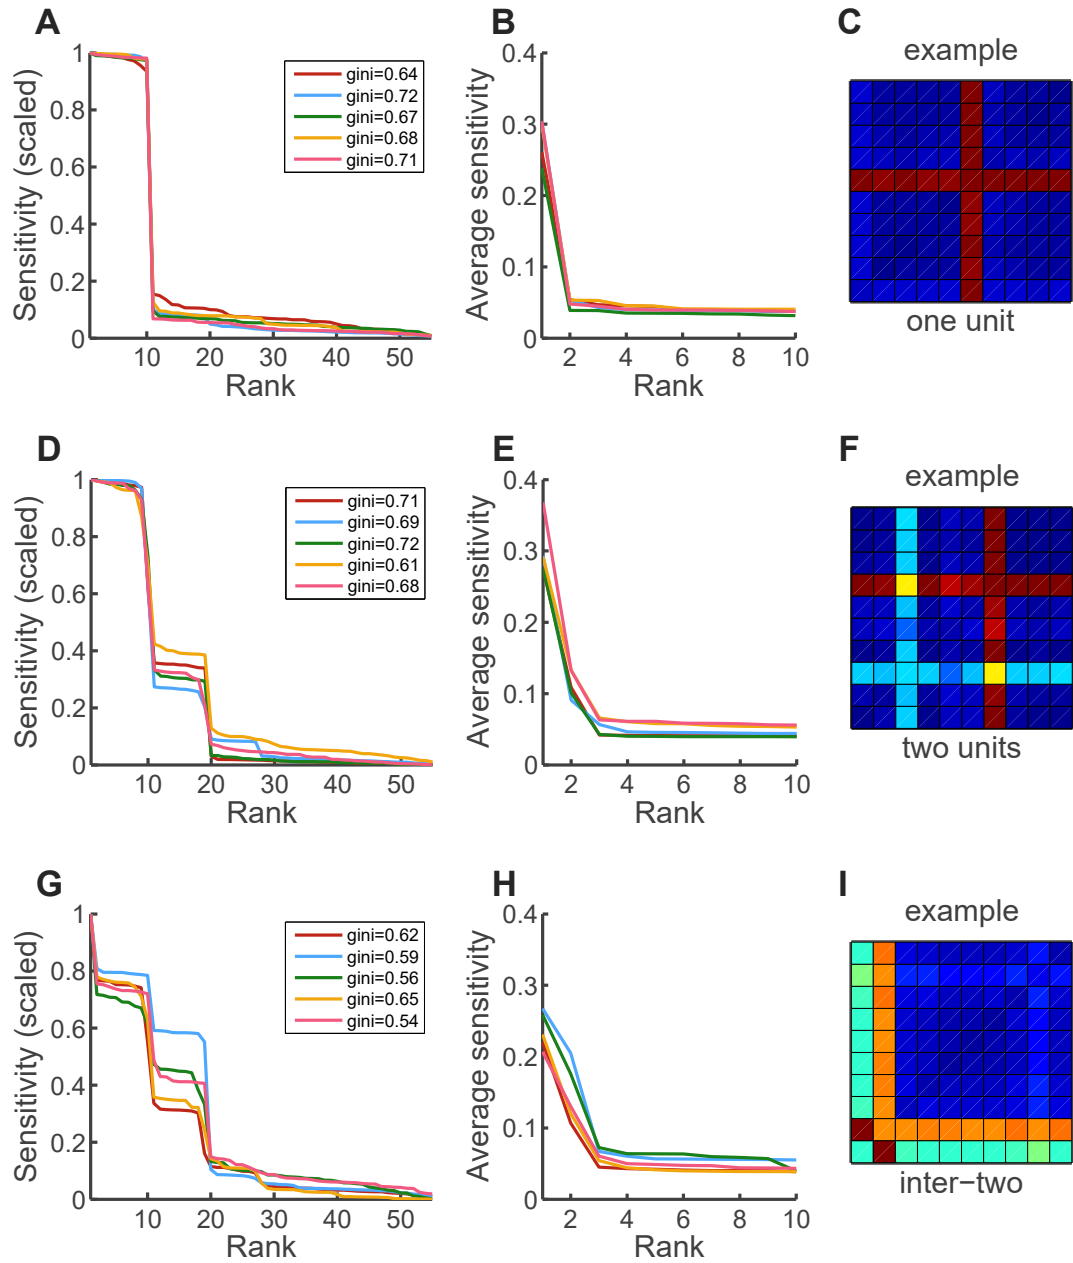 A
Sensitivity (scaled)
1
0.8
0.6
0.4
0.2
0
10 20 30 40 50
Rank
gini=0.64
gini=0.72
gini=0.67
gini=0.68
gini=0.71
B
Average sensitivity
0.4
0.3
0.2
0.1
0
2 4 6 8 10
Rank
C
example
one unit
D
Sensitivity (scaled)
1
0.8
0.6
0.4
0.2
0
10 20 30 40 50
Rank
gini=0.71
gini=0.69
gini=0.72
gini=0.61
gini=0.68
E
Average sensitivity
0.4
0.3
0.2
0.1
0
2 4 6 8 10
Rank
F
example
two units
G
Sensitivity (scaled)
1
0.8
0.6
0.4
0.2
0
10 20 30 40 50
Rank
gini=0.62
gini=0.59
gini=0.56
gini=0.65
gini=0.54
H
Average sensitivity
0.4
0.3
0.2
0.1
0
2 4 6 8 10
Rank
I
example
inter−two